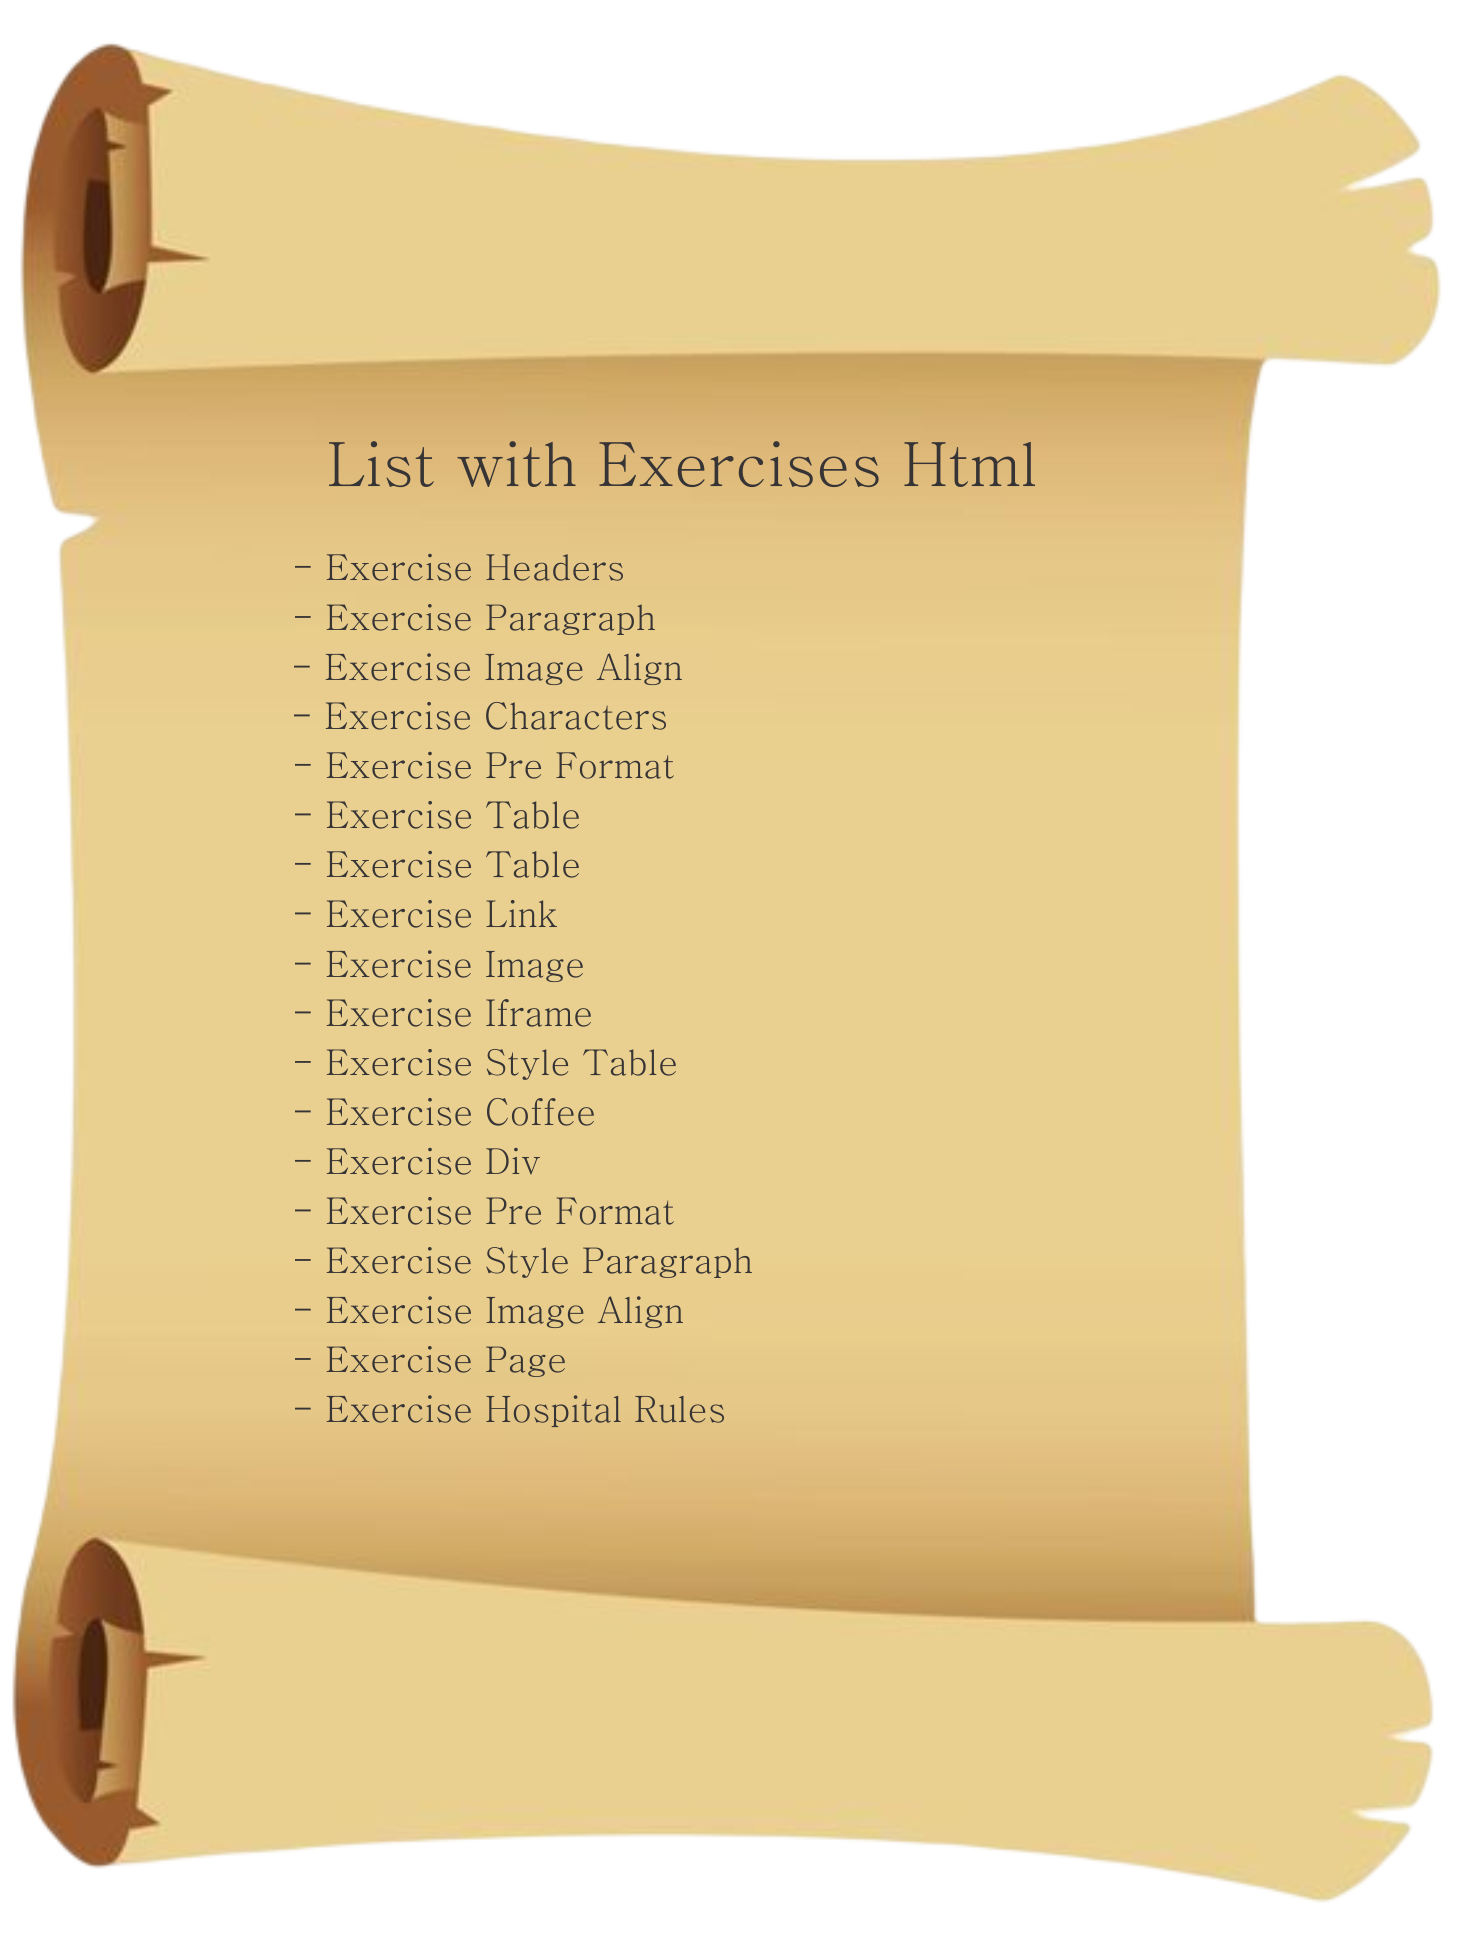 List with Exercises Html
- Exercise Headers
- Exercise Paragraph
- Exercise Image Align
- Exercise Characters
- Exercise Pre Format
- Exercise Table
- Exercise Table
- Exercise Link
- Exercise Image
- Exercise Iframe
- Exercise Style Table
- Exercise Coffee
- Exercise Div
- Exercise Pre Format
- Exercise Style Paragraph
- Exercise Image Align
- Exercise Page
- Exercise Hospital Rules